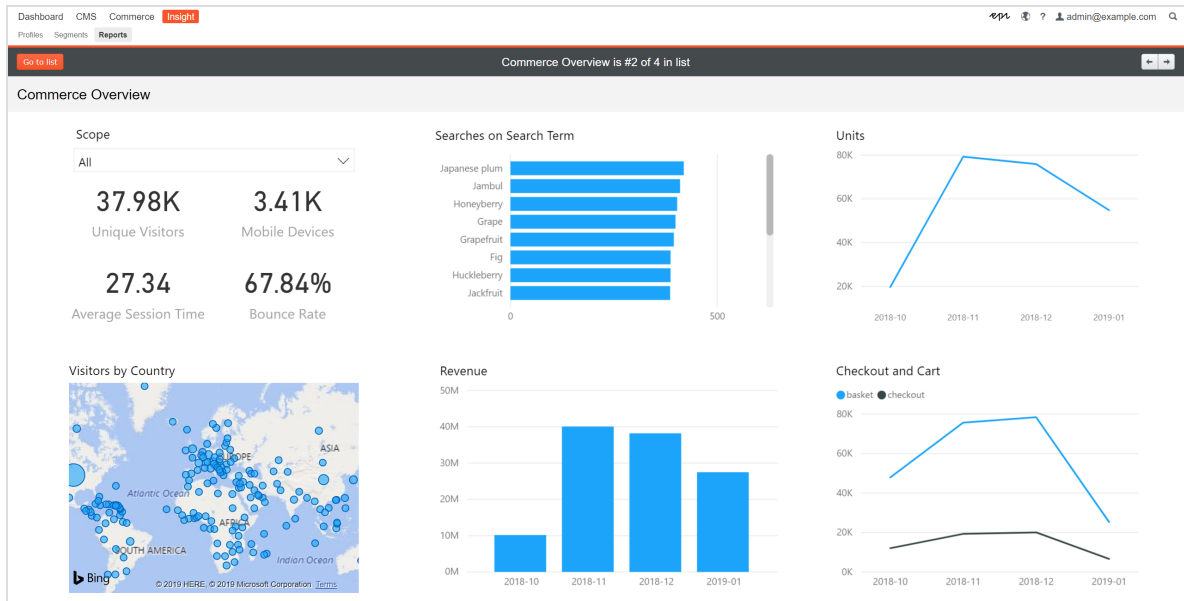 Dashboard CMS Commerce Insight
epi ? admin@example.com
Profiles Segments Reports
Go to list
Commerce Overview is #2 of 4 in list
Commerce Overview
Scope
All
37.98K
Unique Visitors
3.41K
Mobile Devices
27.34
Average Session Time
67.84%
Bounce Rate
Searches on Search Term
Japanese plum
Jambul
Honeyberry
Grape
Grapefruit
Fig
Huckleberry
Jackfruit
0 500
Units
80K
60K
40K
20K
2018-10 2018-11 2018-12 2019-01
Visitors by Country
EUROPE
ASIA
Atlantic Ocean
AFRICA
SOUTH AMERICA
Indian Ocean
Bing
© 2019 HERE, © 2019 Microsoft Corporation Terms
Revenue
50M
40M
30M
20M
10M
0M
2018-10 2018-11 2018-12 2019-01
Checkout and Cart
basket checkout
80K
60K
40K
20K
0K
2018-10 2018-11 2018-12 2019-01